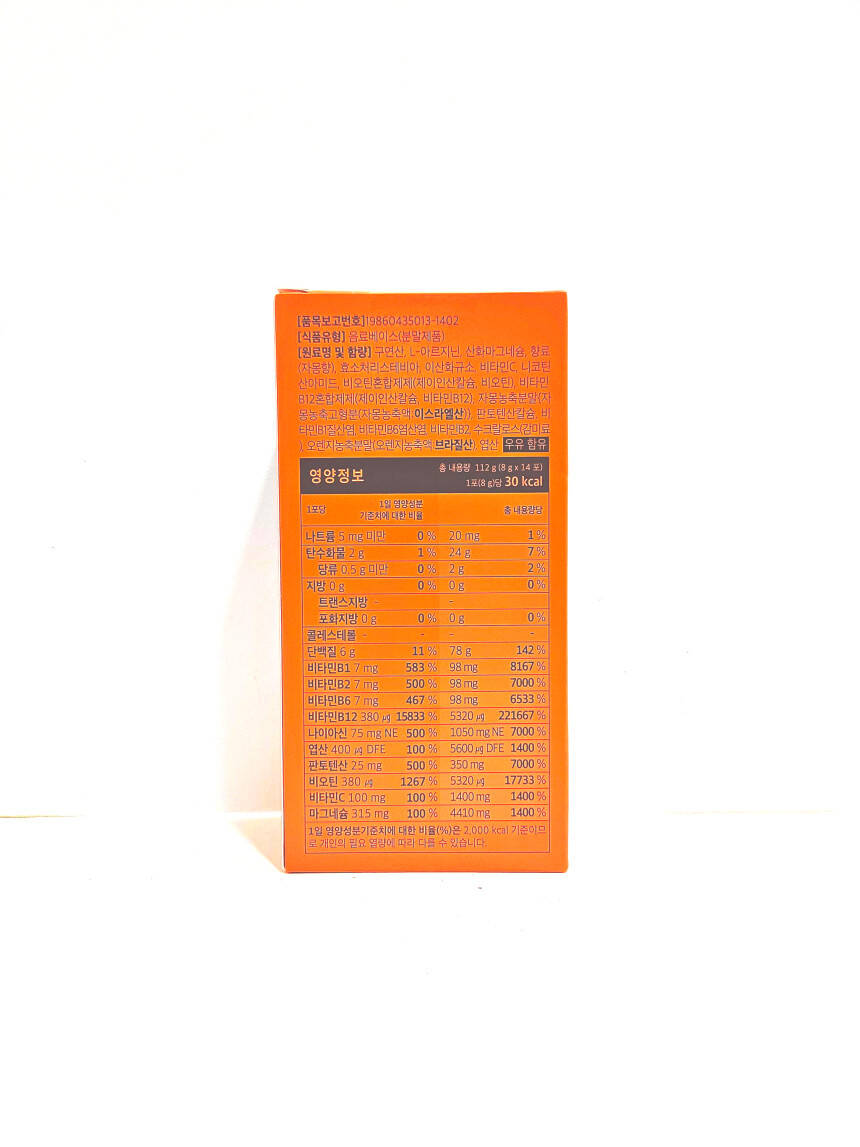 [품목보고번호]19860435013-1402
[식품유형] 음료베이스(분말제품)
[원료명 및 함량] 구연산, L-아르지닌, 산화마그네슘, 향료
(자몽향), 효소처리스테비아, 이산화규소, 비타민C, 니코틴
산아미드, 비오틴혼합제제(제이인산칼슘, 비오틴), 비타민
B12혼합제제(제이인산칼슘, 비타민B12), 자몽농축분말{자
몽농축고형분(자몽농축액:이스라엘산)}, 판토텐산칼슘, 비
타민B1질산염, 비타민B6염산염, 비타민B2, 수크랄로스(감미료
), 오렌지농축분말(오렌지농축액:브라질산), 엽산 우유 함유
영양정보 총 내용량 112 g (8 g x 14 포)
1포(8 g)당 30 kcal
1포당 1일 영양성분 기준치에 대한 비율 총 내용량당
나트륨 5 mg 미만 0 % 20 mg 1 %
탄수화물 2 g 1 % 24 g 7 %
당류 0.5 g 미만 0 % 2 g 2 %
지방 0 g 0 % 0 g 0 %
트랜스지방 - -
포화지방 0 g 0 % 0 g 0 %
콜레스테롤 - - - -
단백질 6 g 11 % 78 g 142 %
비타민B1 7 mg 583 % 98 mg 8167 %
비타민B2 7 mg 500 % 98 mg 7000 %
비타민B6 7 mg 467 % 98 mg 6533 %
비타민B12 380 ㎍ 15833 % 5320 ㎍ 221667 %
나이아신 75 mg NE 500 % 1050 mg NE 7000 %
엽산 400 ㎍ DFE 100 % 5600 ㎍ DFE 1400 %
판토텐산 25 mg 500 % 350 mg 7000 %
비오틴 380 ㎍ 1267 % 5320 ㎍ 17733 %
비타민C 100 mg 100 % 1400 mg 1400 %
마그네슘 315 mg 100 % 4410 mg 1400 %
1일 영양성분기준치에 대한 비율(%)은 2,000 kcal 기준이므
로 개인의 필요 열량에 따라 다를 수 있습니다.